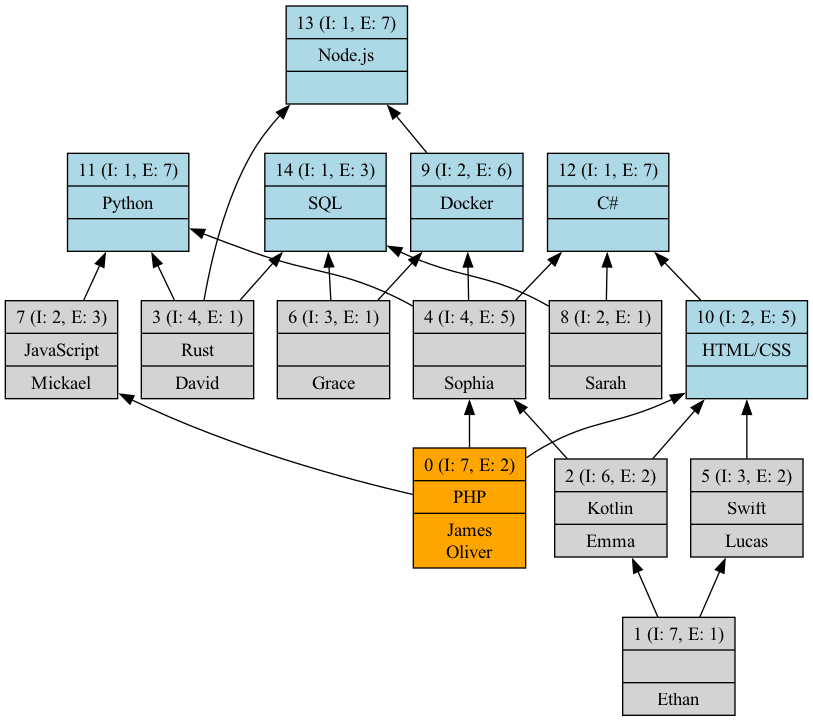 13 (I: 1, E: 7)
Node.js
11 (I: 1, E: 7)
Python
14 (I: 1, E: 3)
SQL
9 (I: 2, E: 6)
Docker
12 (I: 1, E: 7)
C#
7 (I: 2, E: 3)
JavaScript
Mickael
3 (I: 4, E: 1)
Rust
David
6 (I: 3, E: 1)
Grace
4 (I: 4, E: 5)
Sophia
8 (I: 2, E: 1)
Sarah
10 (I: 2, E: 5)
HTML/CSS
0 (I: 7, E: 2)
PHP
James
Oliver
2 (I: 6, E: 2)
Kotlin
Emma
5 (I: 3, E: 2)
Swift
Lucas
1 (I: 7, E: 1)
Ethan